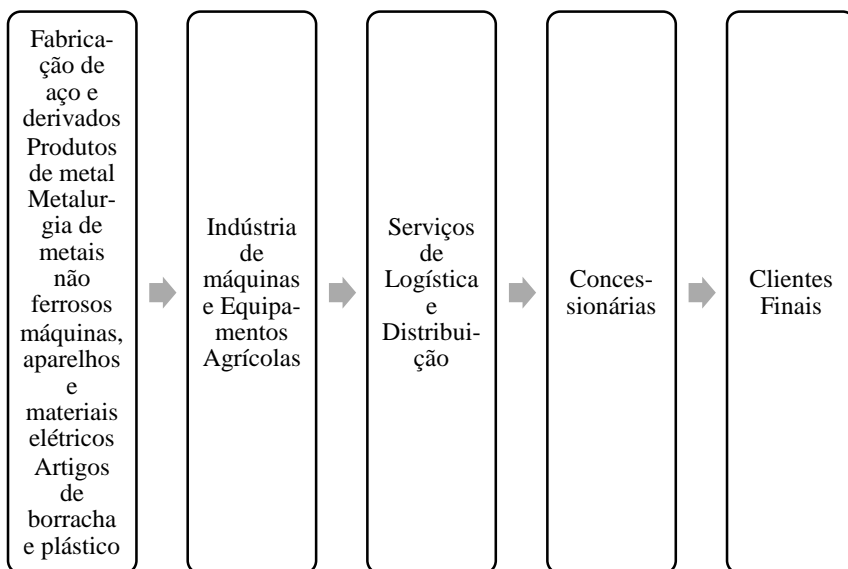 Fabrica-
ção de
aço e
derivados
Produtos
de metal
Metalur-
gia de
metais
não
ferrosos
máquinas,
aparelhos
e
materiais
elétricos
Artigos
de
borracha
e plástico
Indústria
de
máquinas
e Equipa-
mentos
Agrícolas
Serviços
de
Logística
e
Distribui-
ção
Conces-
sionárias
Clientes
Finais